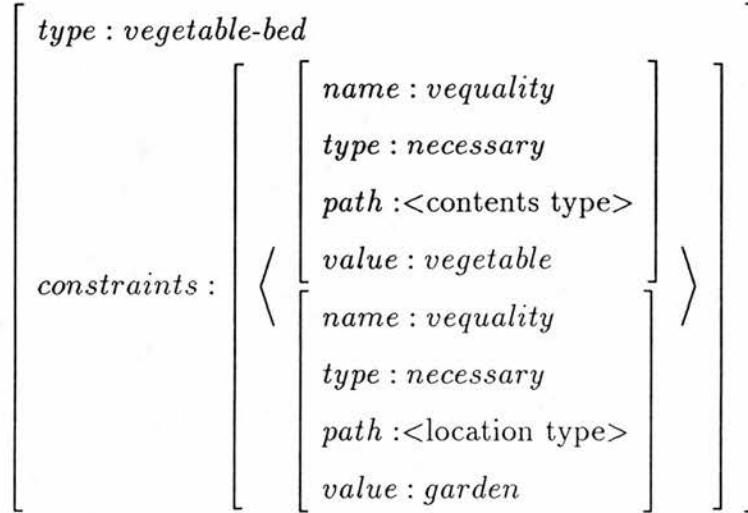 type : vegetable-bed
name : vequality
type : necessary
path :<contents type>
value : vegetable
constraints :
name : vequality
type : necessary
path :<location type>
value : garden